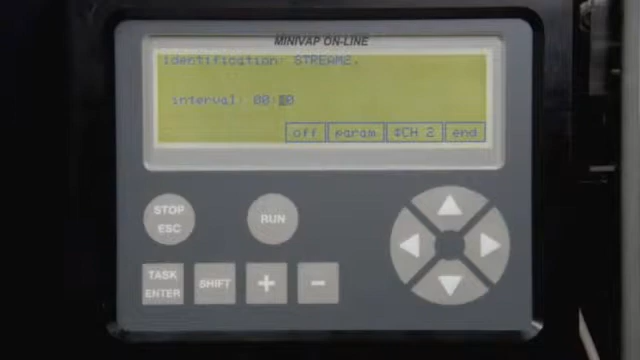 MINIVAP ON-LINE
identification: STREAM2.
interval: 00:00
off param ‡CH 2 end
STOP ESC
RUN
TASK ENTER
SHIFT
+
-